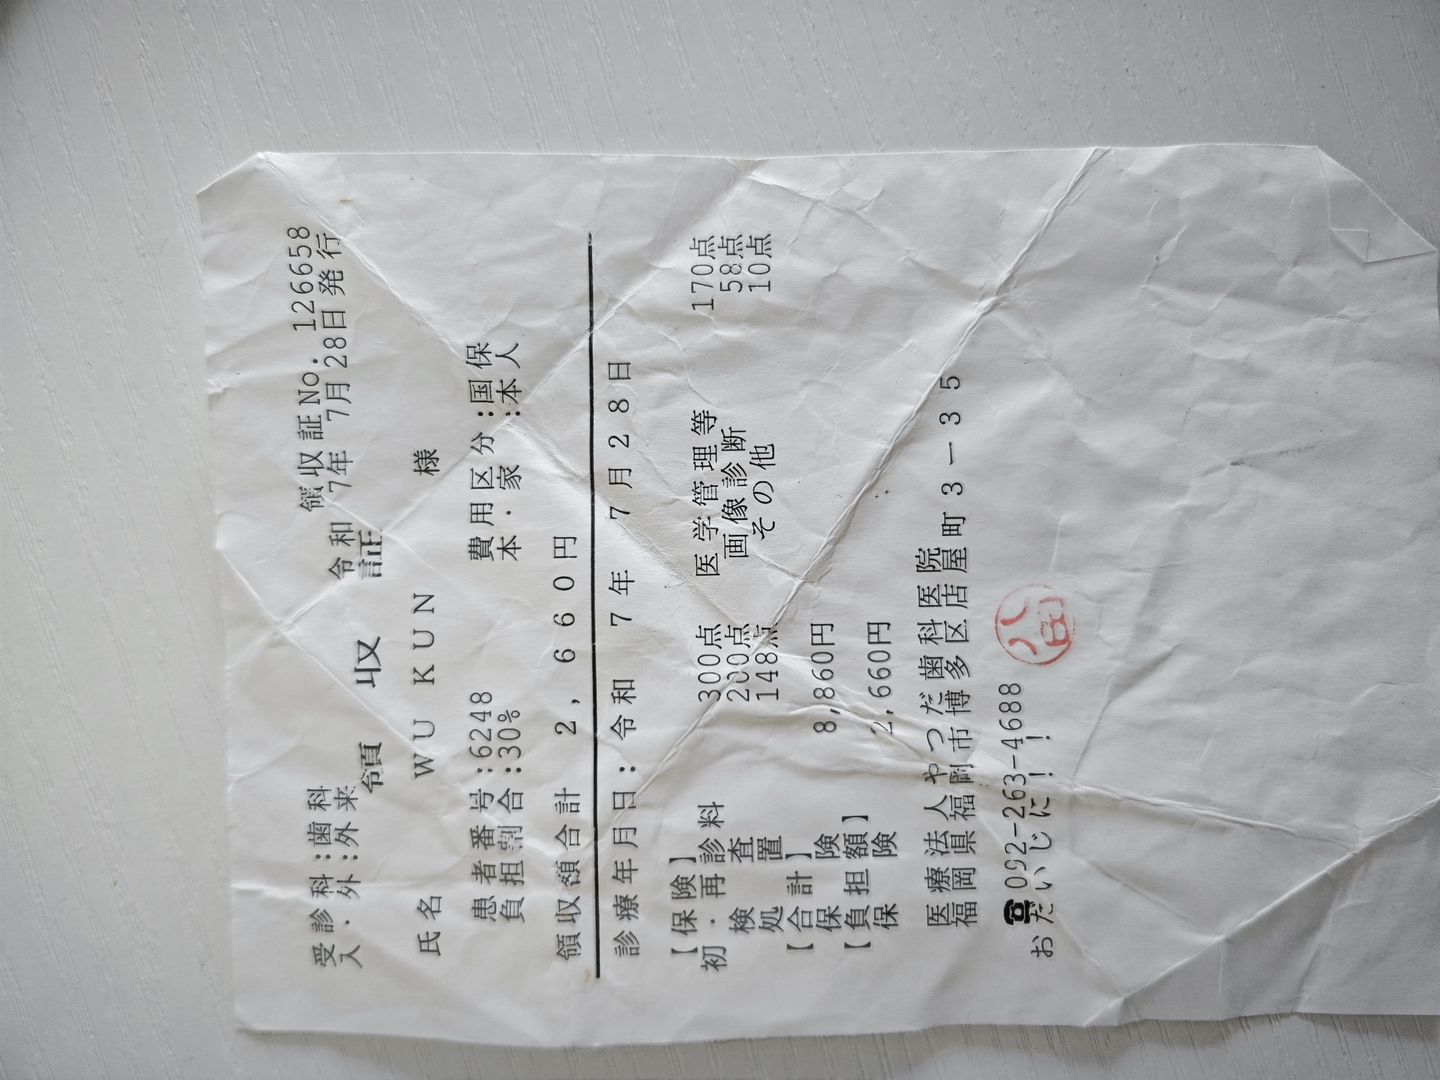 領収証No. 126658
受診科:歯科 令和 7年 7月28日発行
入・外:外来
領 収 証
氏名 WU KUN 様
患者番号:6248 費用区分:国保
負担割合:30% 本・家:本人
領収額合計 2,660円
診療年月日:令和 7年 7月28日
【保険】
初・再診料 300点 医学管理等 170点
検査 200点 画像診断 58点
処置 148点 その他 10点
【合計】
保険 8,860円
【負担額】
保険 2,660円
医療法人やつだ歯科医院
福岡県福岡市博多区店屋町3-35
☎092-263-4688
おだいじに!!